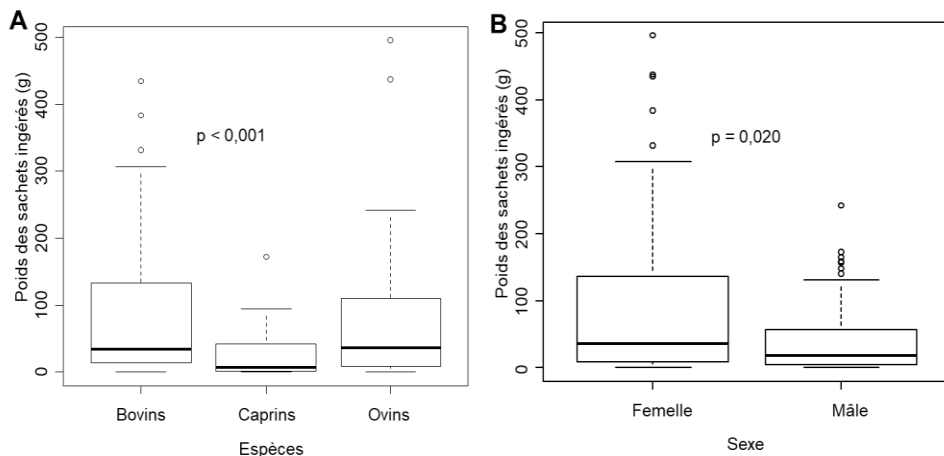 A
Poids des sachets ingérés (g)
500
400
300
200
100
0
p < 0,001
Bovins Caprins Ovins
Espèces
B
Poids des sachets ingérés (g)
500
400
300
200
100
0
p = 0,020
Femelle Mâle
Sexe